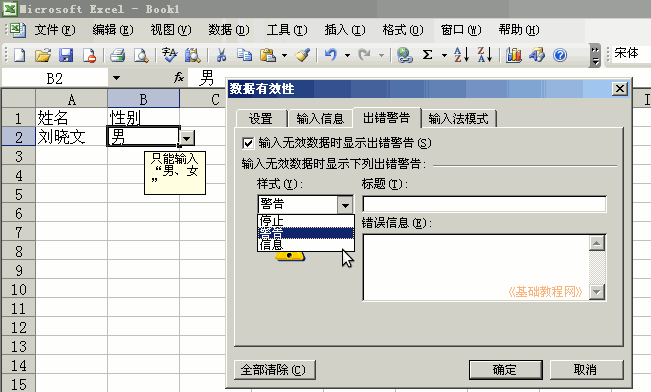 Microsoft Excel - Book1
文件(F) 编辑(E) 视图(V) 数据(D) 工具(T) 插入(I) 格式(O) 窗口(W) 帮助(H)
宋体
B2 fx 男
数据有效性
A B C I
设置 输入信息 出错警告 输入法模式
1 姓名 性别
2 刘晓文 男
输入无效数据时显示出错警告(S)
输入无效数据时显示下列出错警告:
只能输入
“男、女
”
样式(Y): 标题(T):
警告
停止
警告
信息
错误信息(E):
《基础教程网》
3
4
5
6
7
8
9
10
11
12
13
14
15
全部清除(C) 确定 取消